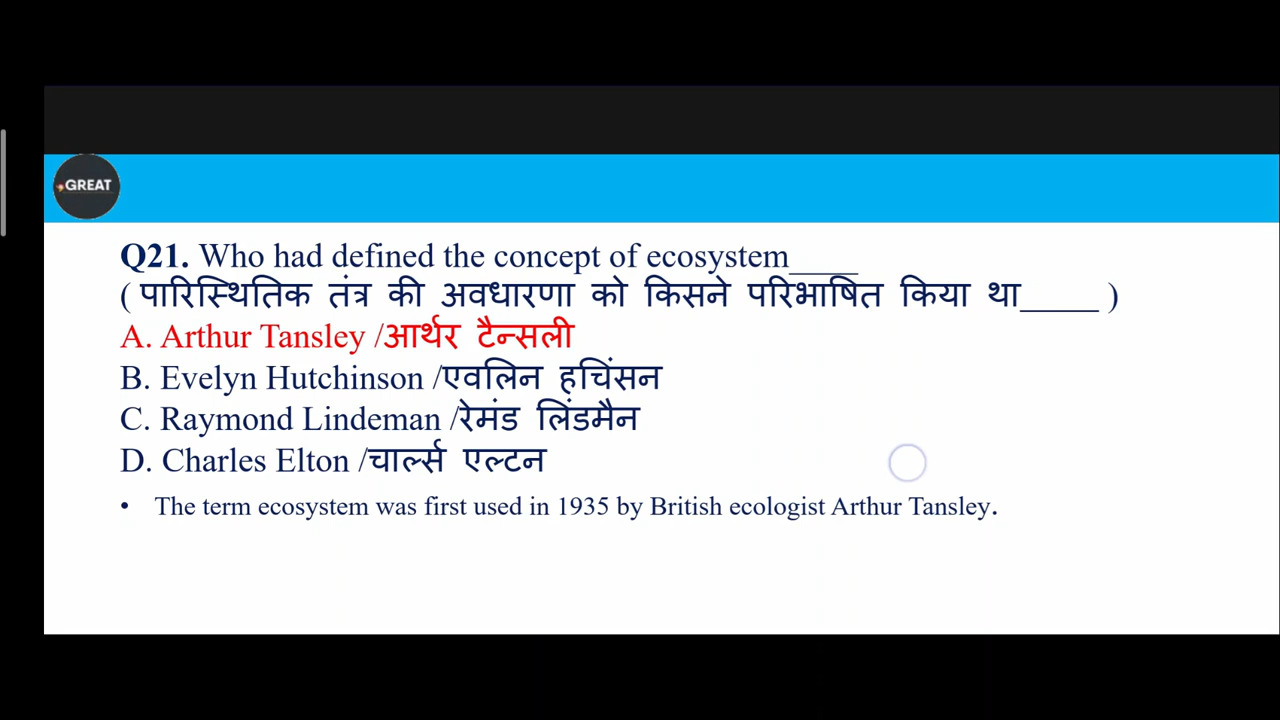 GREAT
Q21. Who had defined the concept of ecosystem____
( पारिस्थितिक तंत्र की अवधारणा को किसने परिभाषित किया था_____ )
A. Arthur Tansley /आर्थर टैन्सली
B. Evelyn Hutchinson /एवलिन हचिंसन
C. Raymond Lindeman /रेमंड लिंडमैन
D. Charles Elton /चार्ल्स एल्टन
• The term ecosystem was first used in 1935 by British ecologist Arthur Tansley.